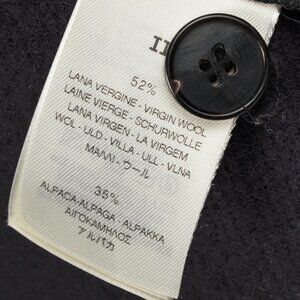 52%
LANA VERGINE - VIRGIN WOOL
LAINE VIERGE - SCHURWOLLE
LANA VIRGEN - LA VIRGEM
WOL - ULD - VILLA - ULL - VLNA
ΜΑΛΛΙ - ウール
35%
ALPACA-ALPAGA, ALPAKKA
ΑΙΓΟΚΑΜΗΛΟΣ
アルパカ